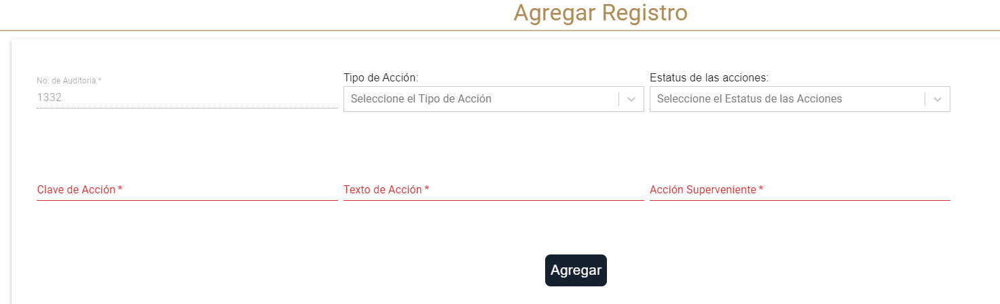 Agregar Registro
No. de Auditoria *
1332
Tipo de Acción:
Seleccione el Tipo de Acción
Estatus de las acciones:
Seleccione el Estatus de las Acciones
Clave de Acción *
Texto de Acción *
Acción Superveniente *
Agregar